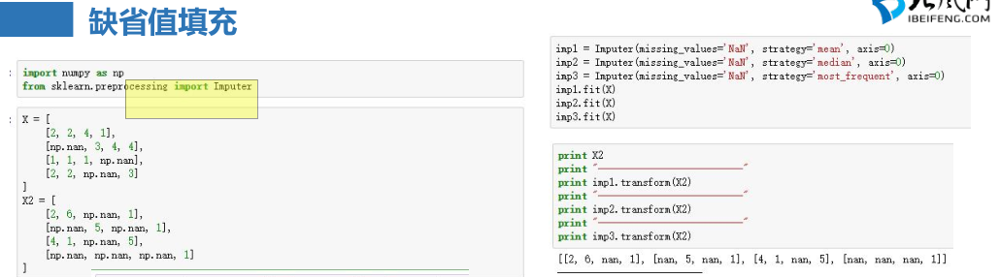 缺省值填充
IBEIFENG.COM
import numpy as np
from sklearn.preprocessing import Imputer
X = [
    [2, 2, 4, 1],
    [np.nan, 3, 4, 4],
    [1, 1, 1, np.nan],
    [2, 2, np.nan, 3]
]
X2 = [
    [2, 6, np.nan, 1],
    [np.nan, 5, np.nan, 1],
    [4, 1, np.nan, 5],
    [np.nan, np.nan, np.nan, 1]
]
imp1 = Imputer(missing_values='NaN', strategy='mean', axis=0)
imp2 = Imputer(missing_values='NaN', strategy='median', axis=0)
imp3 = Imputer(missing_values='NaN', strategy='most_frequent', axis=0)
imp1.fit(X)
imp2.fit(X)
imp3.fit(X)
print X2
print "———————————————"
print imp1.transform(X2)
print "———————————————"
print imp2.transform(X2)
print "———————————————"
print imp3.transform(X2)
[[2, 6, nan, 1], [nan, 5, nan, 1], [4, 1, nan, 5], [nan, nan, nan, 1]]